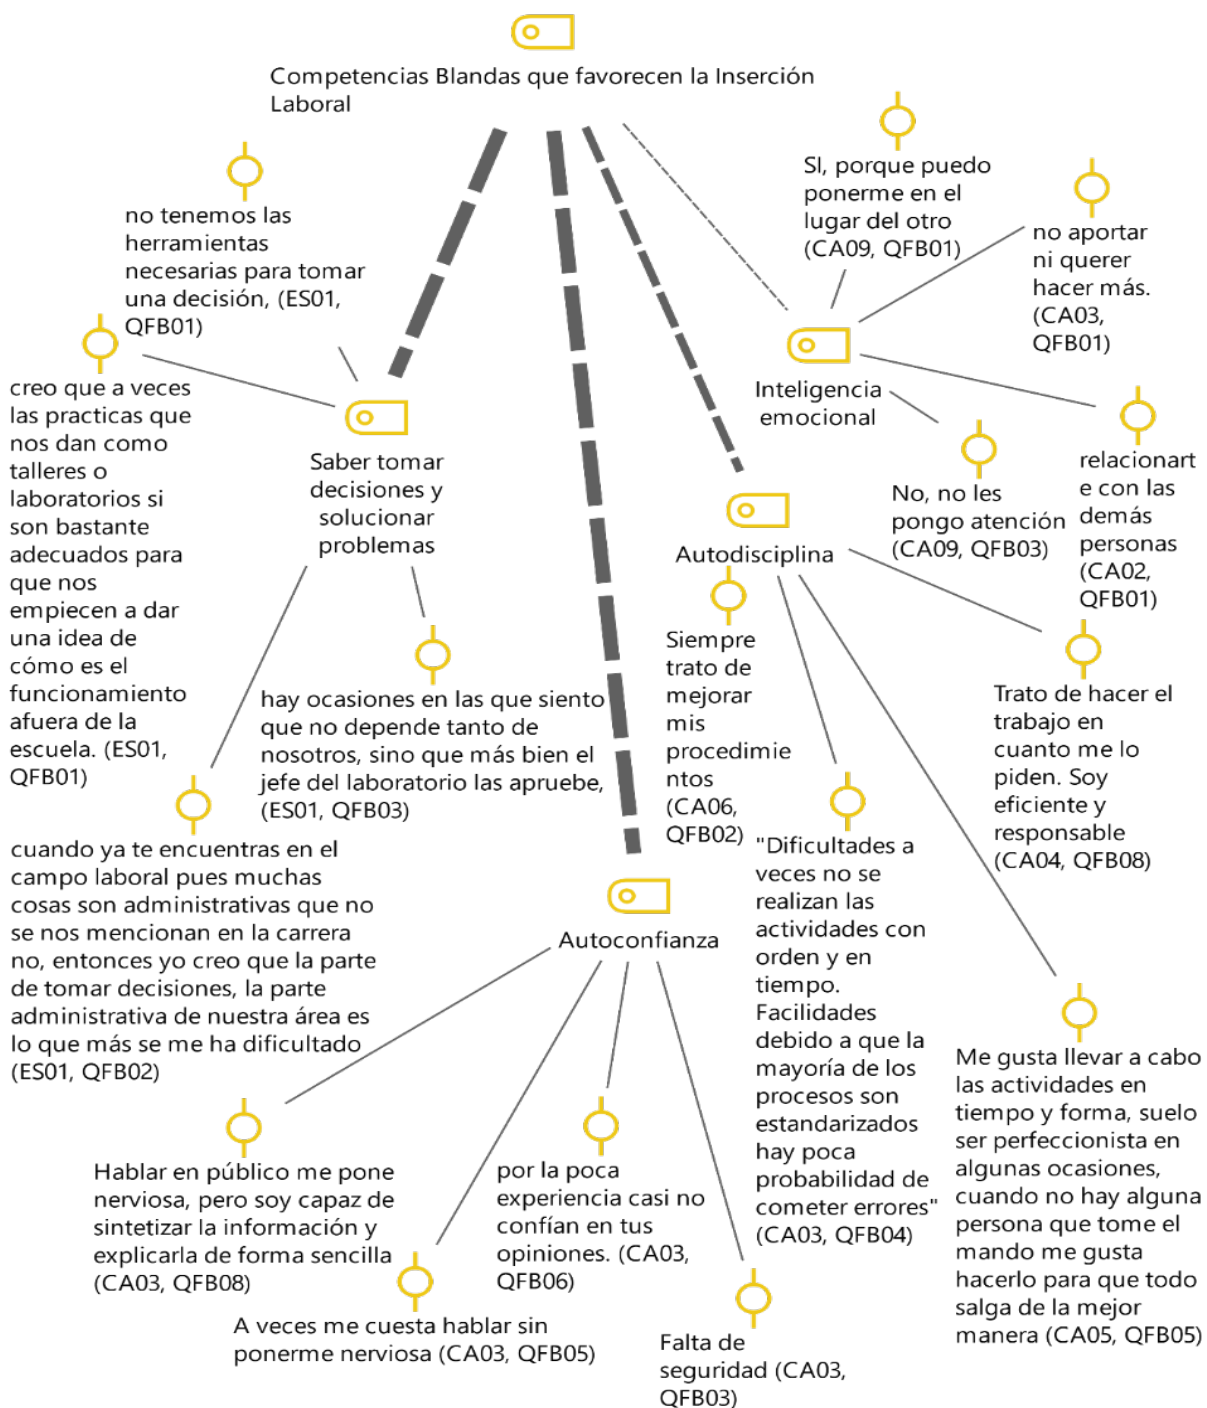 Competencias Blandas que favorecen la Inserción
Laboral
no tenemos las
herramientas
necesarias para tomar
una decisión, (ES01,
QFB01)
creo que a veces
las practicas que
nos dan como
talleres o
laboratorios si
son bastante
adecuados para
que nos
empiecen a dar
una idea de
cómo es el
funcionamiento
afuera de la
escuela. (ES01,
QFB01)
Saber tomar
decisiones y
solucionar
problemas
hay ocasiones en las que siento
que no depende tanto de
nosotros, sino que más bien el
jefe del laboratorio las apruebe,
(ES01, QFB03)
cuando ya te encuentras en el
campo laboral pues muchas
cosas son administrativas que no
se nos mencionan en la carrera
no, entonces yo creo que la parte
de tomar decisiones, la parte
administrativa de nuestra área es
lo que más se me ha dificultado
(ES01, QFB02)
SI, porque puedo
ponerme en el
lugar del otro
(CA09, QFB01)
no aportar
ni querer
hacer más.
(CA03,
QFB01)
Inteligencia
emocional
No, no les
pongo atención
(CA09, QFB03)
relacionart
e con las
demás
personas
(CA02,
QFB01)
Autodisciplina
Siempre
trato de
mejorar
mis
procedimie
ntos
(CA06,
QFB02)
"Dificultades a
veces no se
realizan las
actividades con
orden y en
tiempo.
Facilidades
debido a que la
mayoría de los
procesos son
estandarizados
hay poca
probabilidad de
cometer errores"
(CA03, QFB04)
Trato de hacer el
trabajo en
cuanto me lo
piden. Soy
eficiente y
responsable
(CA04, QFB08)
Me gusta llevar a cabo
las actividades en
tiempo y forma, suelo
ser perfeccionista en
algunas ocasiones,
cuando no hay alguna
persona que tome el
mando me gusta
hacerlo para que todo
salga de la mejor
manera (CA05, QFB05)
Autoconfianza
Hablar en público me pone
nerviosa, pero soy capaz de
sintetizar la información y
explicarla de forma sencilla
(CA03, QFB08)
A veces me cuesta hablar sin
ponerme nerviosa (CA03, QFB05)
por la poca
experiencia casi no
confían en tus
opiniones. (CA03,
QFB06)
Falta de
seguridad (CA03,
QFB03)